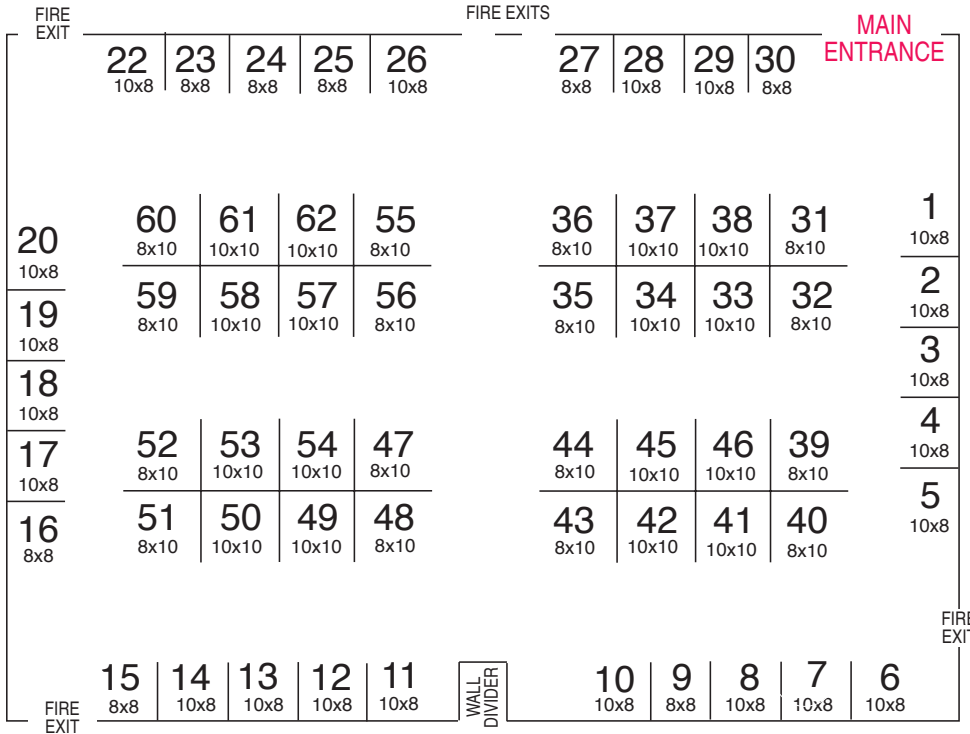 FIRE
EXIT
FIRE EXITS
MAIN
ENTRANCE
22 23 24 25 26 27 28 29 30
10x8 8x8 8x8 8x8 10x8 8x8 10x8 10x8 8x8
60 61 62 55 36 37 38 31 1
8x10 10x10 10x10 8x10 8x10 10x10 10x10 8x10 10x8
20
10x8
59 58 57 56 35 34 33 32 2
8x10 10x10 10x10 8x10 8x10 10x10 10x10 8x10 10x8
19
10x8
3
10x8
18
10x8
4
10x8
52 53 54 47 44 45 46 39
8x10 10x10 10x10 8x10 8x10 10x10 10x10 8x10
17
10x8
5
10x8
51 50 49 48 43 42 41 40
8x10 10x10 10x10 8x10 8x10 10x10 10x10 8x10
16
8x8
FIRE
EXIT
15 14 13 12 11 10 9 8 7 6
8x8 10x8 10x8 10x8 10x8 10x8 8x8 10x8 10x8 10x8
WALL
DIVIDER
FIRE
EXIT